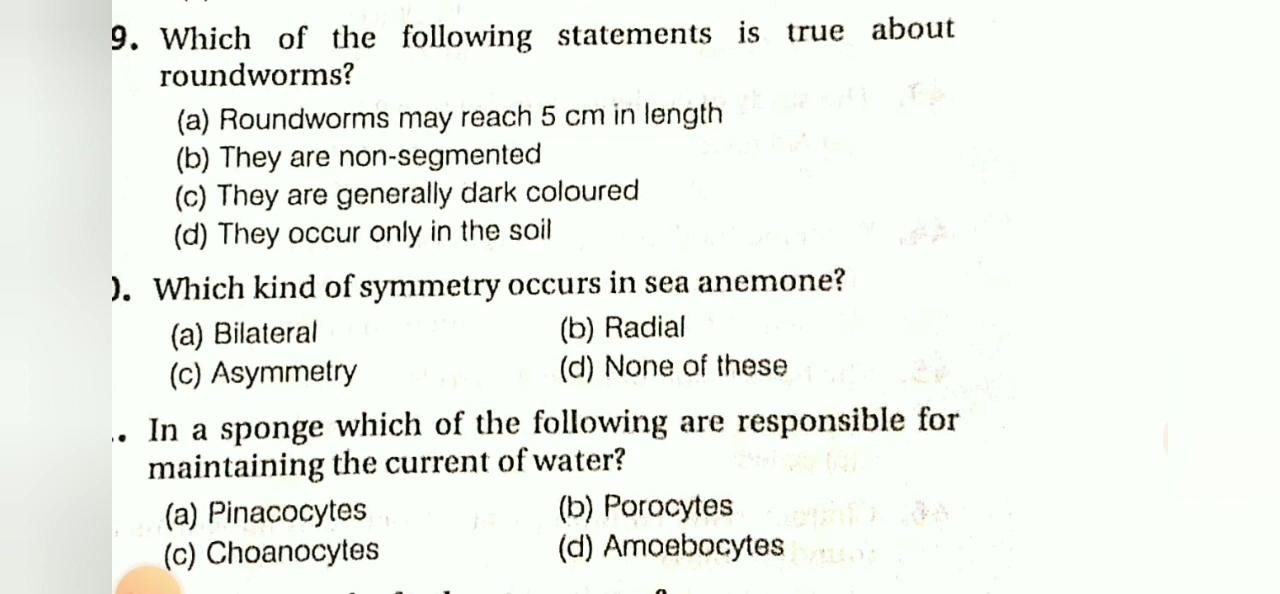 9. Which of the following statements is true about
roundworms?
(a) Roundworms may reach 5 cm in length
(b) They are non-segmented
(c) They are generally dark coloured
(d) They occur only in the soil
. Which kind of symmetry occurs in sea anemone?
(a) Bilateral (b) Radial
(c) Asymmetry (d) None of these
. In a sponge which of the following are responsible for
maintaining the current of water?
(a) Pinacocytes (b) Porocytes
(c) Choanocytes (d) Amoebocytes